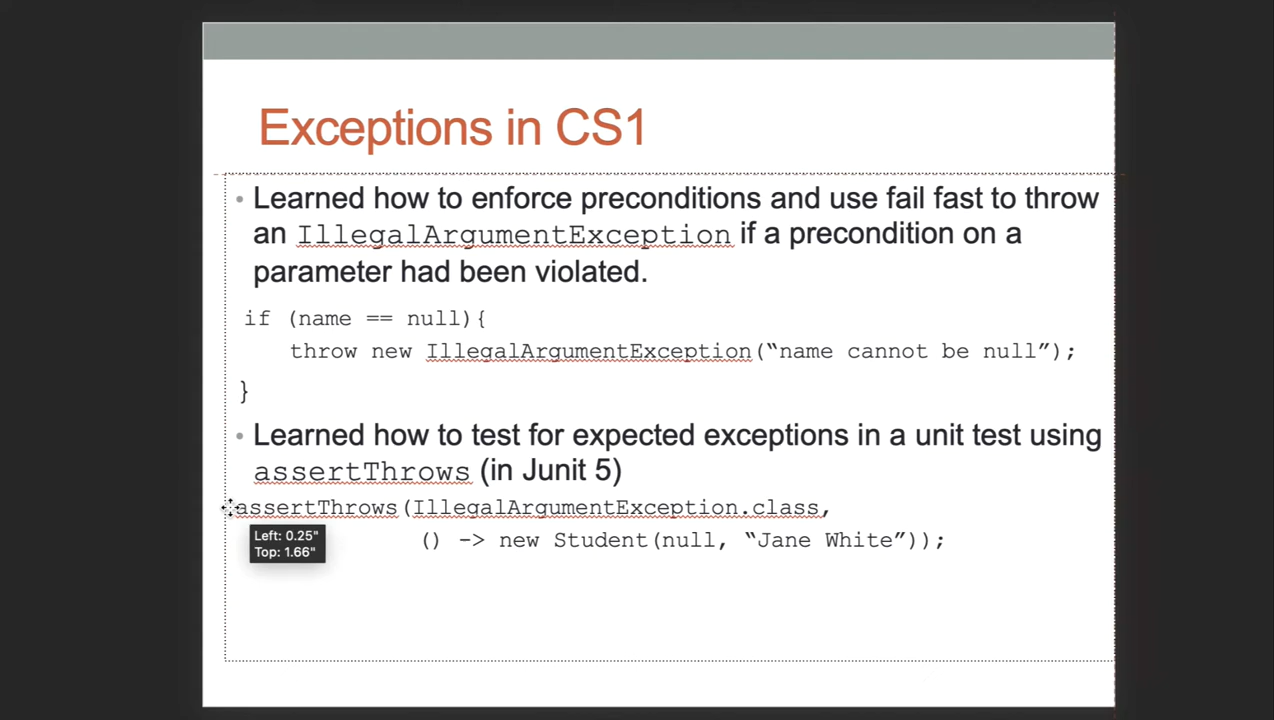 Exceptions in CS1
• Learned how to enforce preconditions and use fail fast to throw
an IllegalArgumentException if a precondition on a
parameter had been violated.
if (name == null){
throw new IllegalArgumentException(“name cannot be null”);
}
• Learned how to test for expected exceptions in a unit test using
assertThrows (in Junit 5)
assertThrows(IllegalArgumentException.class,
() -> new Student(null, “Jane White”));
Left: 0.25"
Top: 1.66"